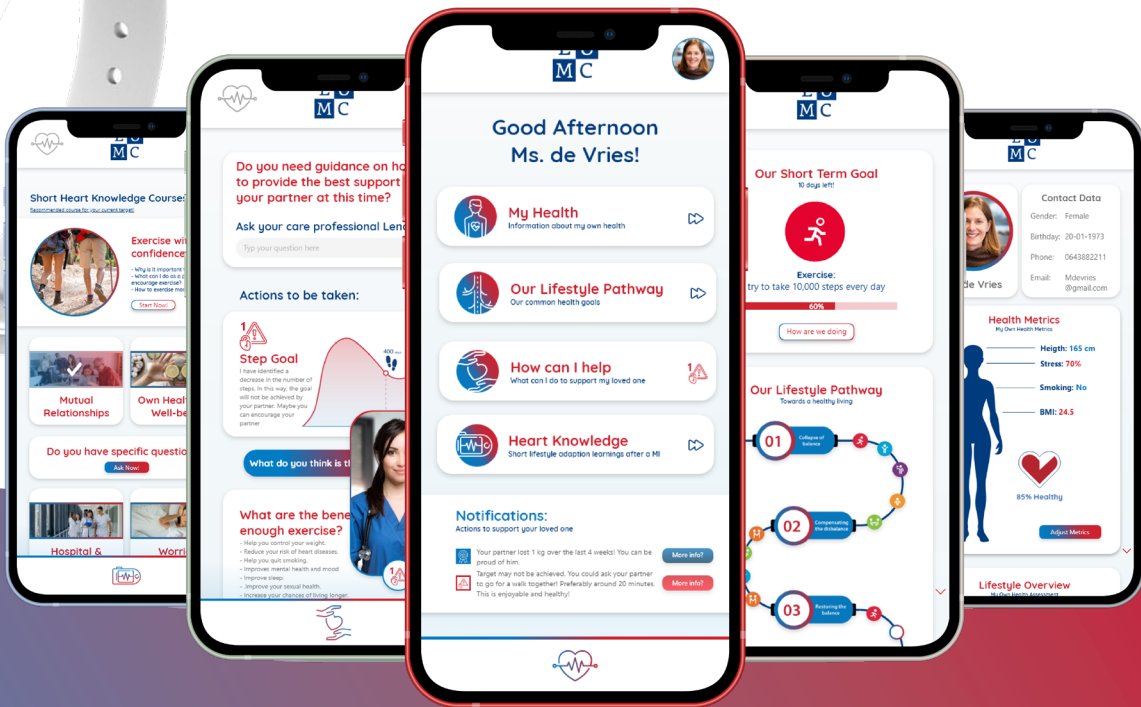 M C
Short Heart Knowledge Courses
Recommended course for your current target!
Exercise wi
confidence
- Why is it important
- What can I do as a p
encourage exercise?
- How to exercise mor
Start Now!
Mutual
Relationships
Own Heal
Well-be
Do you have specific questio
Ask Now!
Hospital &
Worri
M C
Do you need guidance on ho
to provide the best support
your partner at this time?
Ask your care professional Len
Typ your question here
Actions to be taken:
1
Step Goal
I have identified a
decrease in the number of
steps. In this way, the goal
will not be achieved by
your partner. Maybe you
can encourage your
partner
400
What do you think is th
What are the bene
enough exercise?
- Help you control your weight.
- Reduce your risk of heart diseases.
- Help you quit smoking.
- Improves mental health and mood
- Improve sleep.
- Improve your sexual health.
- Increase your chances of living longer.
1
M C
Good Afternoon
Ms. de Vries!
My Health
Information about my own health
Our Lifestyle Pathway
Our common health goals
How can I help
What can I do to support my loved one
1
Heart Knowledge
Short lifestyle adaption learnings after a MI
Notifications:
Actions to support your loved one
Your partner lost 1 kg over the last 4 weeks! You can be
proud of him.
More info?
Target may not be achieved. You could ask your partner
to go for a walk together! Preferably around 20 minutes.
This is enjoyable and healthy!
More info?
M C
Our Short Term Goal
10 days left!
Exercise:
try to take 10,000 steps every day
60%
How are we doing
Our Lifestyle Pathway
Towards a healthy living
01
Collapse of
balance
02
Compensating
the disbalance
03
Restoring the
balance
M C
de Vries
Contact Data
Gender: Female
Birthday: 20-01-1973
Phone: 0643882211
Email: Mdevries
@gmail.com
Health Metrics
My Own Health Metrics
Heigth: 165 cm
Stress: 70%
Smoking: No
BMI: 24.5
85% Healthy
Adjust Metrics
Lifestyle Overview
My Own Health Assessment